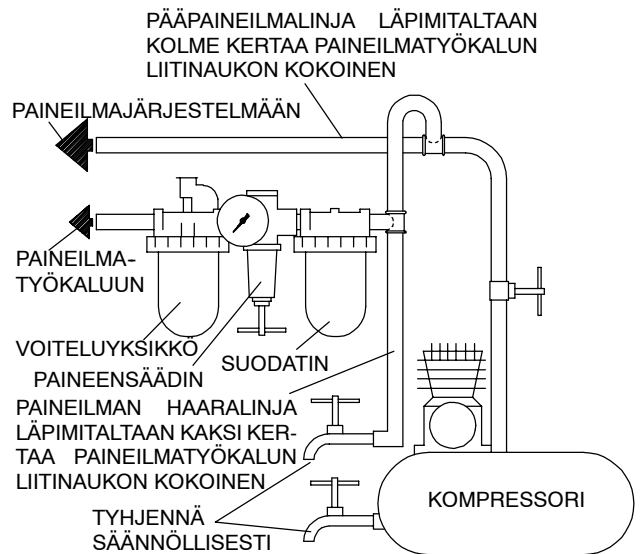 PÄÄPAINEILMALINJA LÄPIMITALTAAN
KOLME KERTAA PAINEILMATYÖKALUN
LIITINAUKON KOKOINEN
PAINEILMAJÄRJESTELMÄÄN
PAINEILMA-
TYÖKALUUN
VOITELUYKSIKKÖ
SUODATIN
PAINEENSÄÄDIN
PAINEILMAN HAARALINJA
LÄPIMITALTAAN KAKSI KER-
TAA PAINEILMATYÖKALUN
LIITINAUKON KOKOINEN
KOMPRESSORI
TYHJENNÄ
SÄÄNNÖLLISESTI